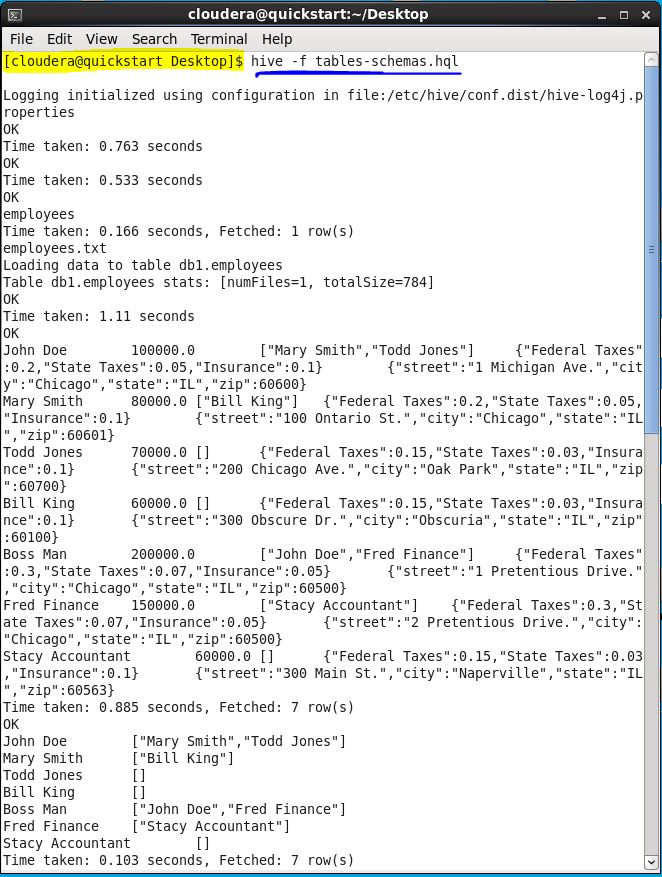 cloudera@quickstart:~/Desktop
File Edit View Search Terminal Help
[cloudera@quickstart Desktop]$ hive -f tables-schemas.hql
Logging initialized using configuration in file:/etc/hive/conf.dist/hive-log4j.p
roperties
OK
Time taken: 0.763 seconds
OK
Time taken: 0.533 seconds
OK
employees
Time taken: 0.166 seconds, Fetched: 1 row(s)
employees.txt
Loading data to table db1.employees
Table db1.employees stats: [numFiles=1, totalSize=784]
OK
Time taken: 1.11 seconds
OK
John Doe        100000.0        ["Mary Smith","Todd Jones"]     {"Federal Taxes"
:0.2,"State Taxes":0.05,"Insurance":0.1}        {"street":"1 Michigan Ave.","cit
y":"Chicago","state":"IL","zip":60600}
Mary Smith      80000.0 ["Bill King"]   {"Federal Taxes":0.2,"State Taxes":0.05,
"Insurance":0.1}        {"street":"100 Ontario St.","city":"Chicago","state":"IL
","zip":60601}
Todd Jones      70000.0 []      {"Federal Taxes":0.15,"State Taxes":0.03,"Insura
nce":0.1}       {"street":"200 Chicago Ave.","city":"Oak Park","state":"IL","zip
":60700}
Bill King       60000.0 []      {"Federal Taxes":0.15,"State Taxes":0.03,"Insura
nce":0.1}       {"street":"300 Obscure Dr.","city":"Obscuria","state":"IL","zip"
:60100}
Boss Man        200000.0        ["John Doe","Fred Finance"]     {"Federal Taxes"
:0.3,"State Taxes":0.07,"Insurance":0.05}       {"street":"1 Pretentious Drive."
,"city":"Chicago","state":"IL","zip":60500}
Fred Finance    150000.0        ["Stacy Accountant"]    {"Federal Taxes":0.3,"St
ate Taxes":0.07,"Insurance":0.05}       {"street":"2 Pretentious Drive.","city":
"Chicago","state":"IL","zip":60500}
Stacy Accountant        60000.0 []      {"Federal Taxes":0.15,"State Taxes":0.03
,"Insurance":0.1}       {"street":"300 Main St.","city":"Naperville","state":"IL
","zip":60563}
Time taken: 0.885 seconds, Fetched: 7 row(s)
OK
John Doe        ["Mary Smith","Todd Jones"]
Mary Smith      ["Bill King"]
Todd Jones      []
Bill King       []
Boss Man        ["John Doe","Fred Finance"]
Fred Finance    ["Stacy Accountant"]
Stacy Accountant        []
Time taken: 0.103 seconds, Fetched: 7 row(s)